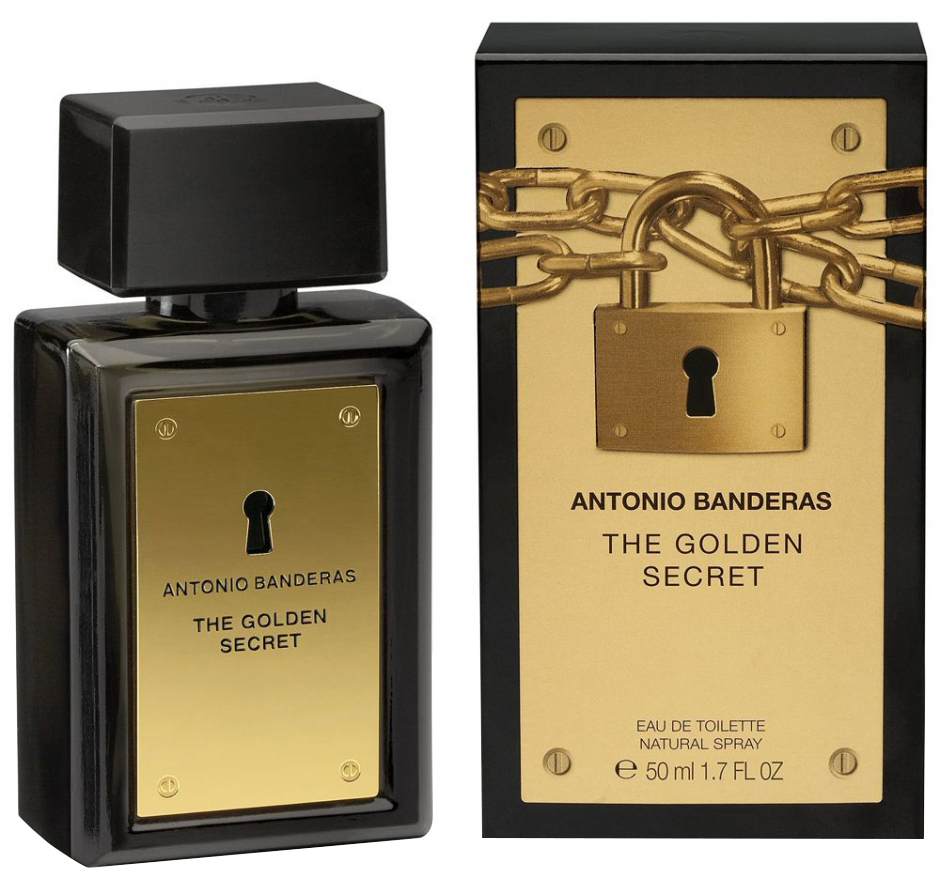 ANTONIO BANDERAS
THE GOLDEN
SECRET
ANTONIO BANDERAS
THE GOLDEN
SECRET
EAU DE TOILETTE
NATURAL SPRAY
℮ 50 ml 1.7 FL OZ